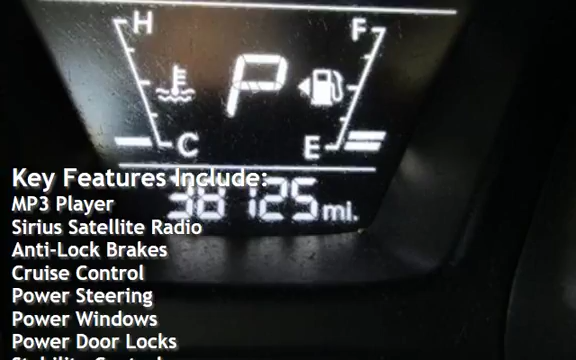 H F
P
C E
Key Features Include:
38125 mi.
MP3 Player
Sirius Satellite Radio
Anti-Lock Brakes
Cruise Control
Power Steering
Power Windows
Power Door Locks
Stability Control